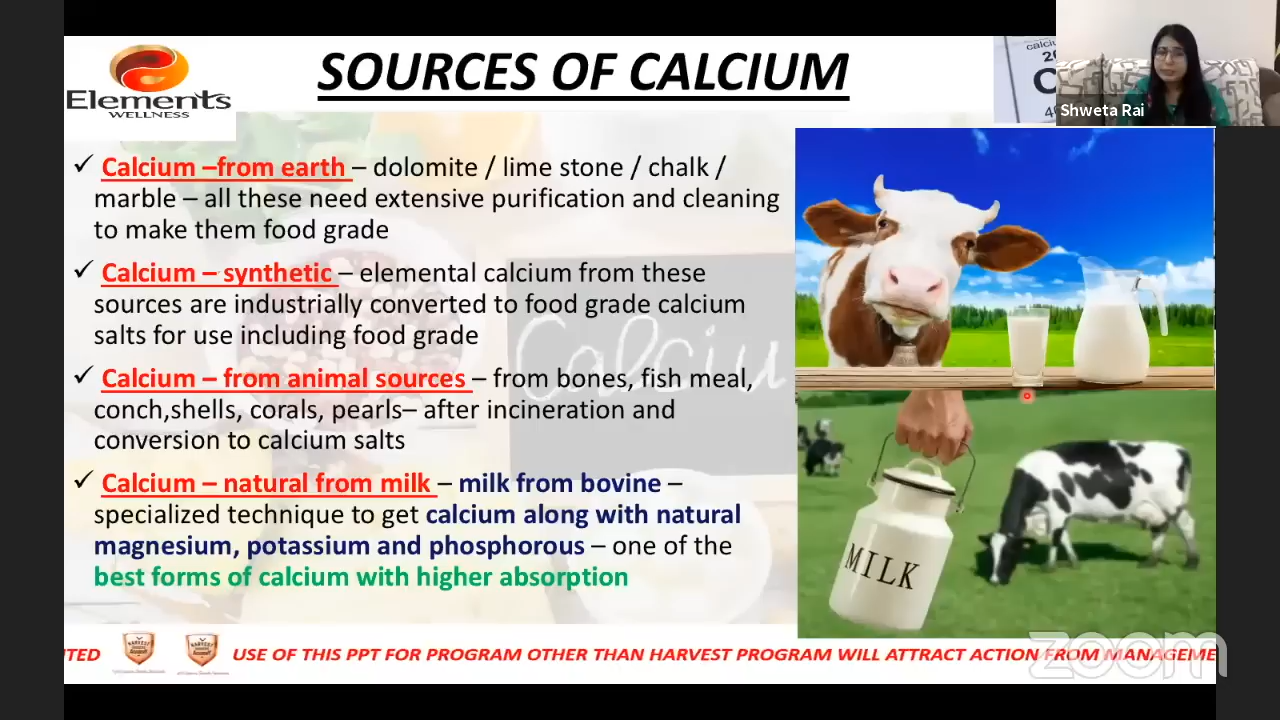 Elements
WELLNESS
SOURCES OF CALCIUM
Shweta Rai
✓ Calcium –from earth – dolomite / lime stone / chalk /
marble – all these need extensive purification and cleaning
to make them food grade
✓ Calcium – synthetic – elemental calcium from these
sources are industrially converted to food grade calcium
salts for use including food grade
✓ Calcium – from animal sources – from bones, fish meal,
conch,shells, corals, pearls– after incineration and
conversion to calcium salts
✓ Calcium – natural from milk – milk from bovine –
specialized technique to get calcium along with natural
magnesium, potassium and phosphorous – one of the
best forms of calcium with higher absorption
Calciu
MILK
ITED
USE OF THIS PPT FOR PROGRAM OTHER THAN HARVEST PROGRAM WILL ATTRACT ACTION FROM MANAGEME
zoom